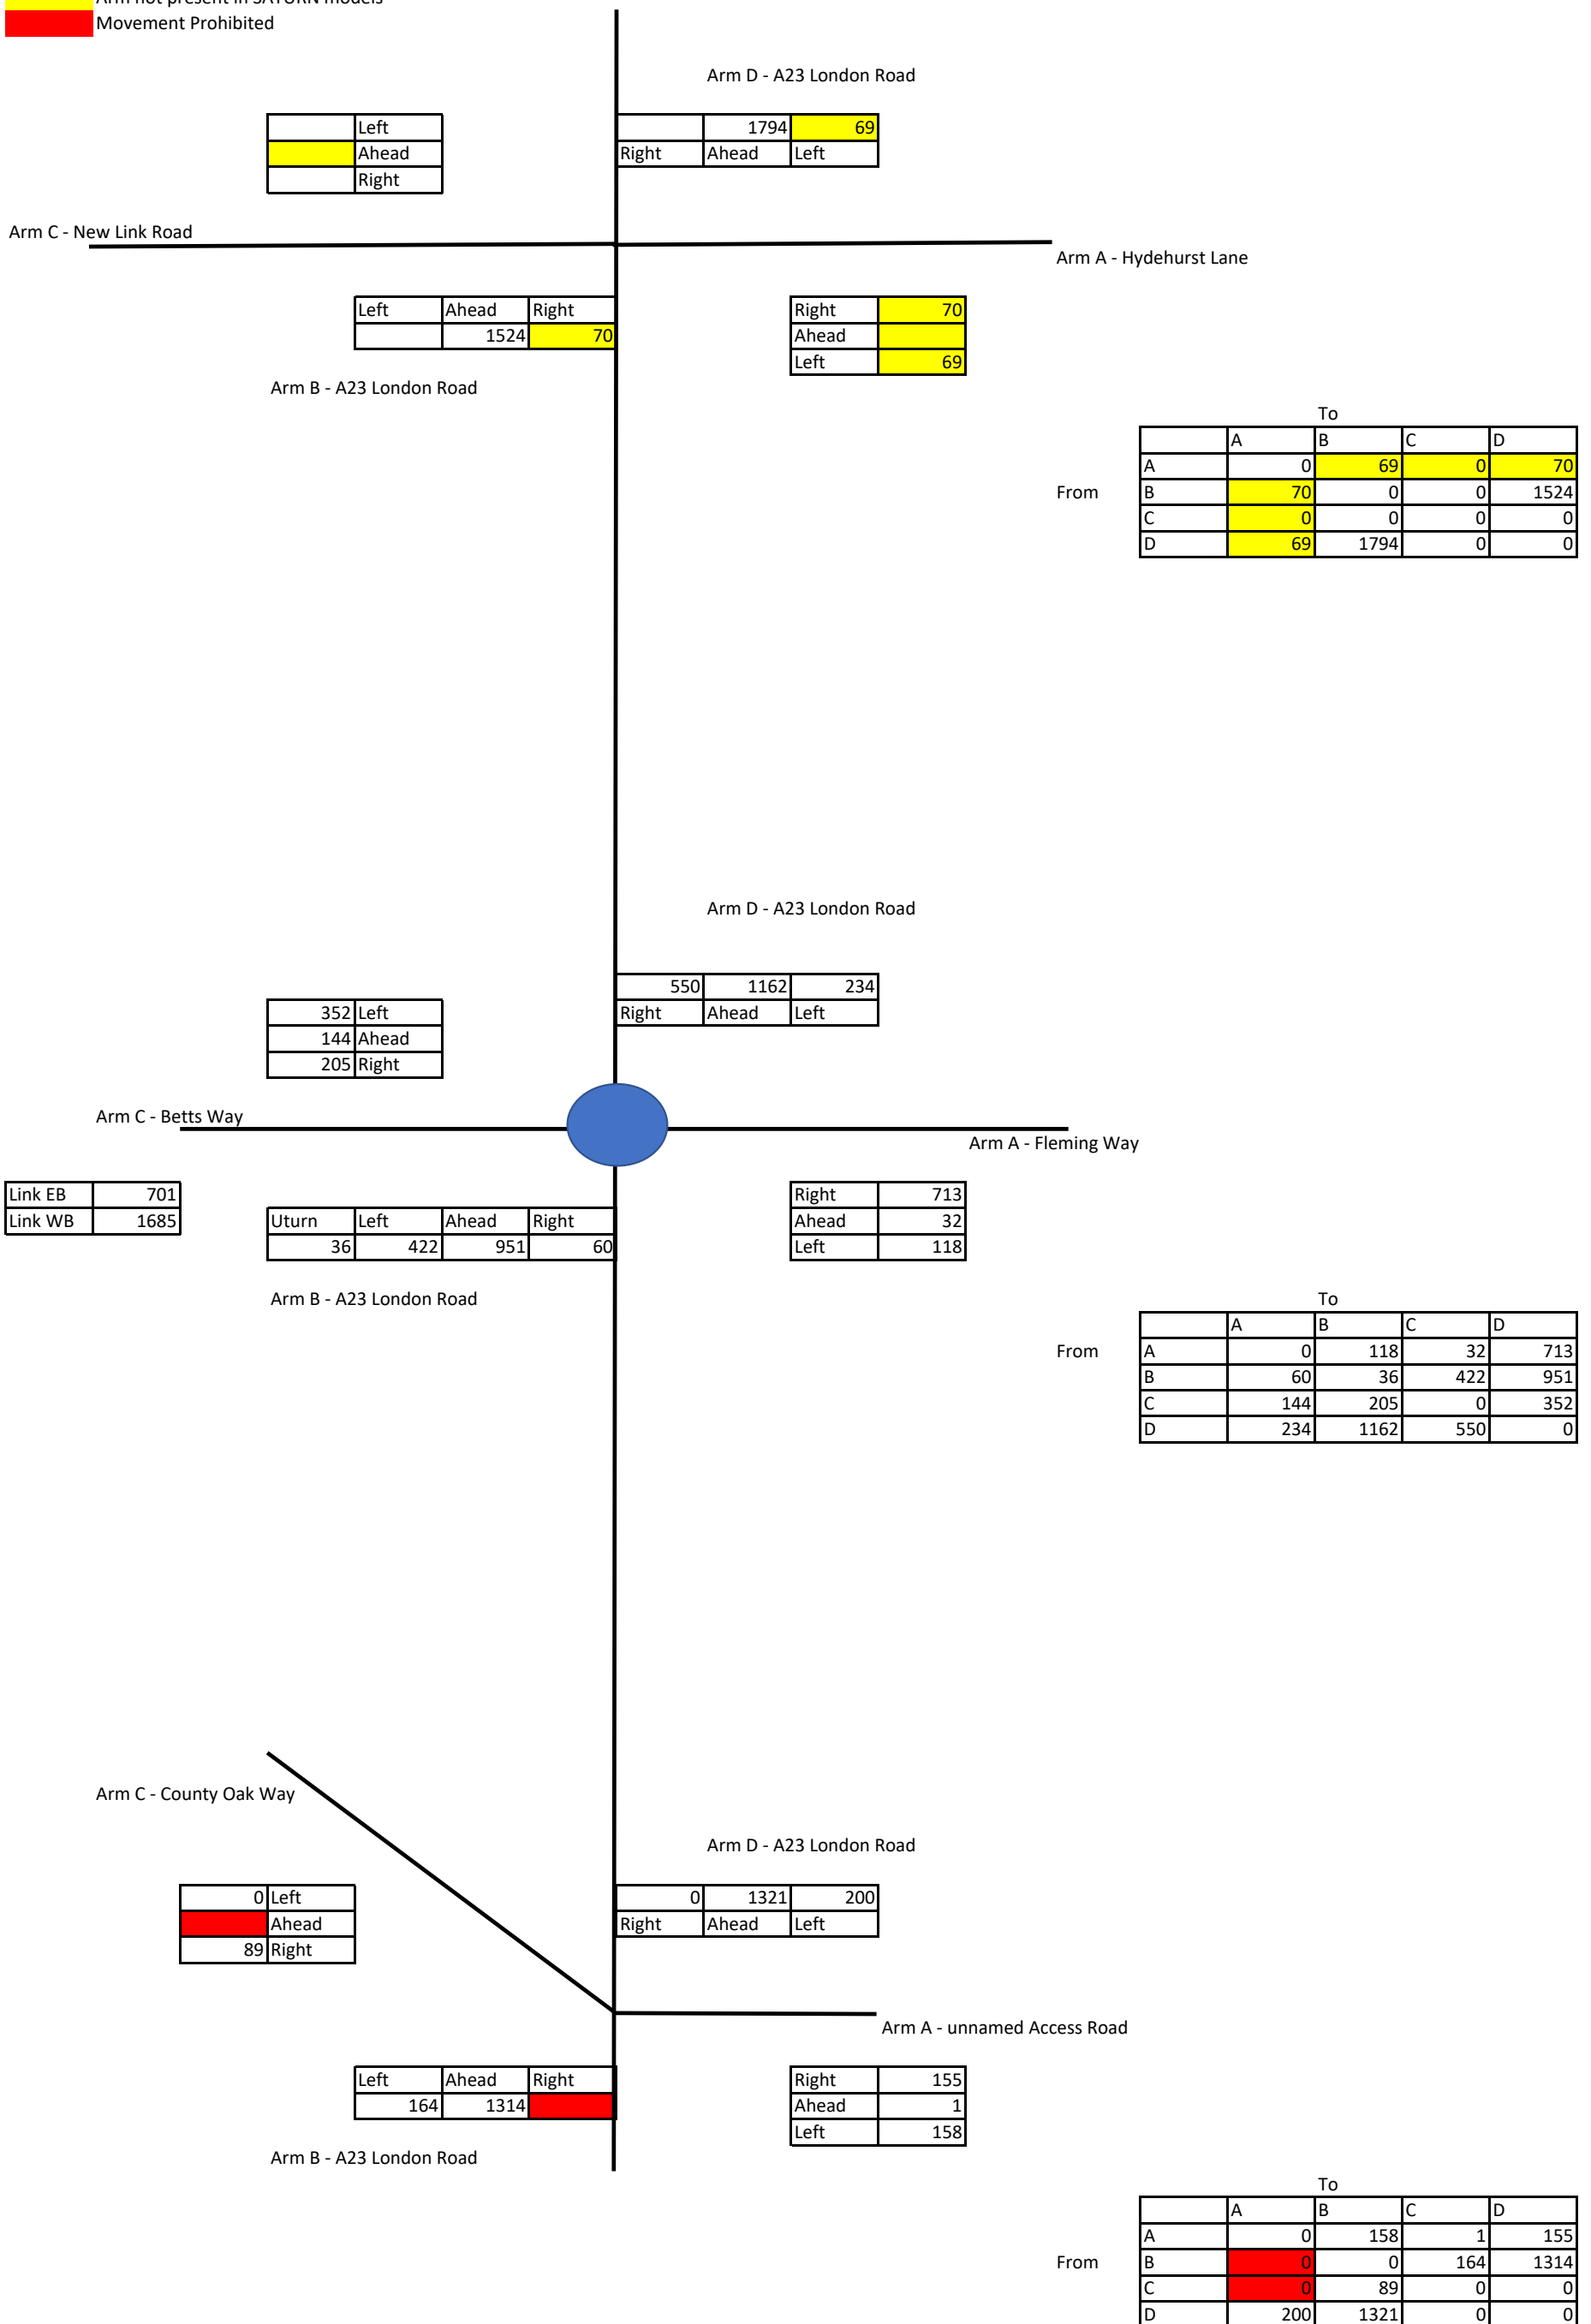 Arm not present in SATURN models
Movement Prohibited
Arm D - A23 London Road
Left
Ahead
Right
1794 69
Right Ahead Left
Arm C - New Link Road
Arm A - Hydehurst Lane
Left Ahead Right
1524 70
Right 70
Ahead
Left 69
Arm B - A23 London Road
To
A B C D
A 0 69 0 70
From B 70 0 0 1524
C 0 0 0 0
D 69 1794 0 0
Arm D - A23 London Road
550 1162 234
Right Ahead Left
352 Left
144 Ahead
205 Right
Arm C - Betts Way
Arm A - Fleming Way
Link EB 701
Link WB 1685
Uturn Left Ahead Right
36 422 951 60
Right 713
Ahead 32
Left 118
Arm B - A23 London Road
To
A B C D
From A 0 118 32 713
B 60 36 422 951
C 144 205 0 352
D 234 1162 550 0
Arm C - County Oak Way
Arm D - A23 London Road
0 Left
Ahead
89 Right
0 1321 200
Right Ahead Left
Arm A - unnamed Access Road
Left Ahead Right
164 1314
Right 155
Ahead 1
Left 158
Arm B - A23 London Road
To
A B C D
A 0 158 1 155
From B 0 0 164 1314
C 0 89 0 0
D 200 1321 0 0